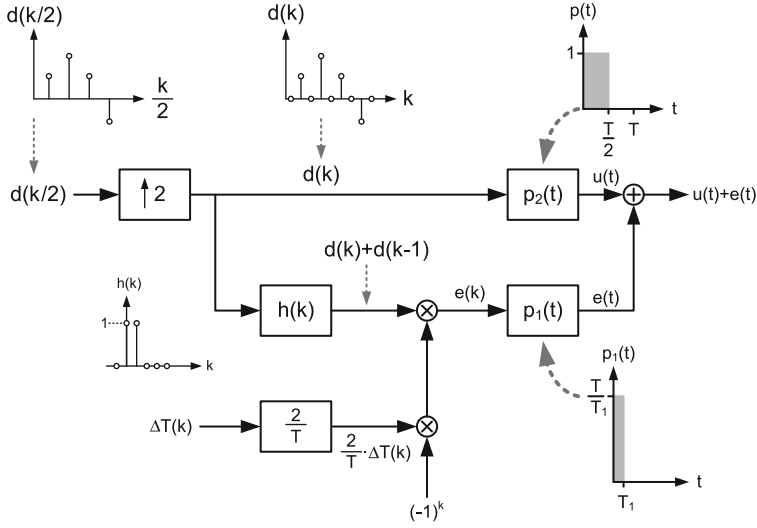 d(k/2)
k/2
d(k)
k
p(t)
1
T/2
T
t
d(k/2)
↑2
d(k)
p₂(t)
u(t)
+
u(t)+e(t)
h(k)
1
k
h(k)
d(k)+d(k-1)
×
e(k)
p₁(t)
e(t)
p₁(t)
T/T₁
T₁
t
ΔT(k)
2/T
2/T·ΔT(k)
×
(-1)ᵏ